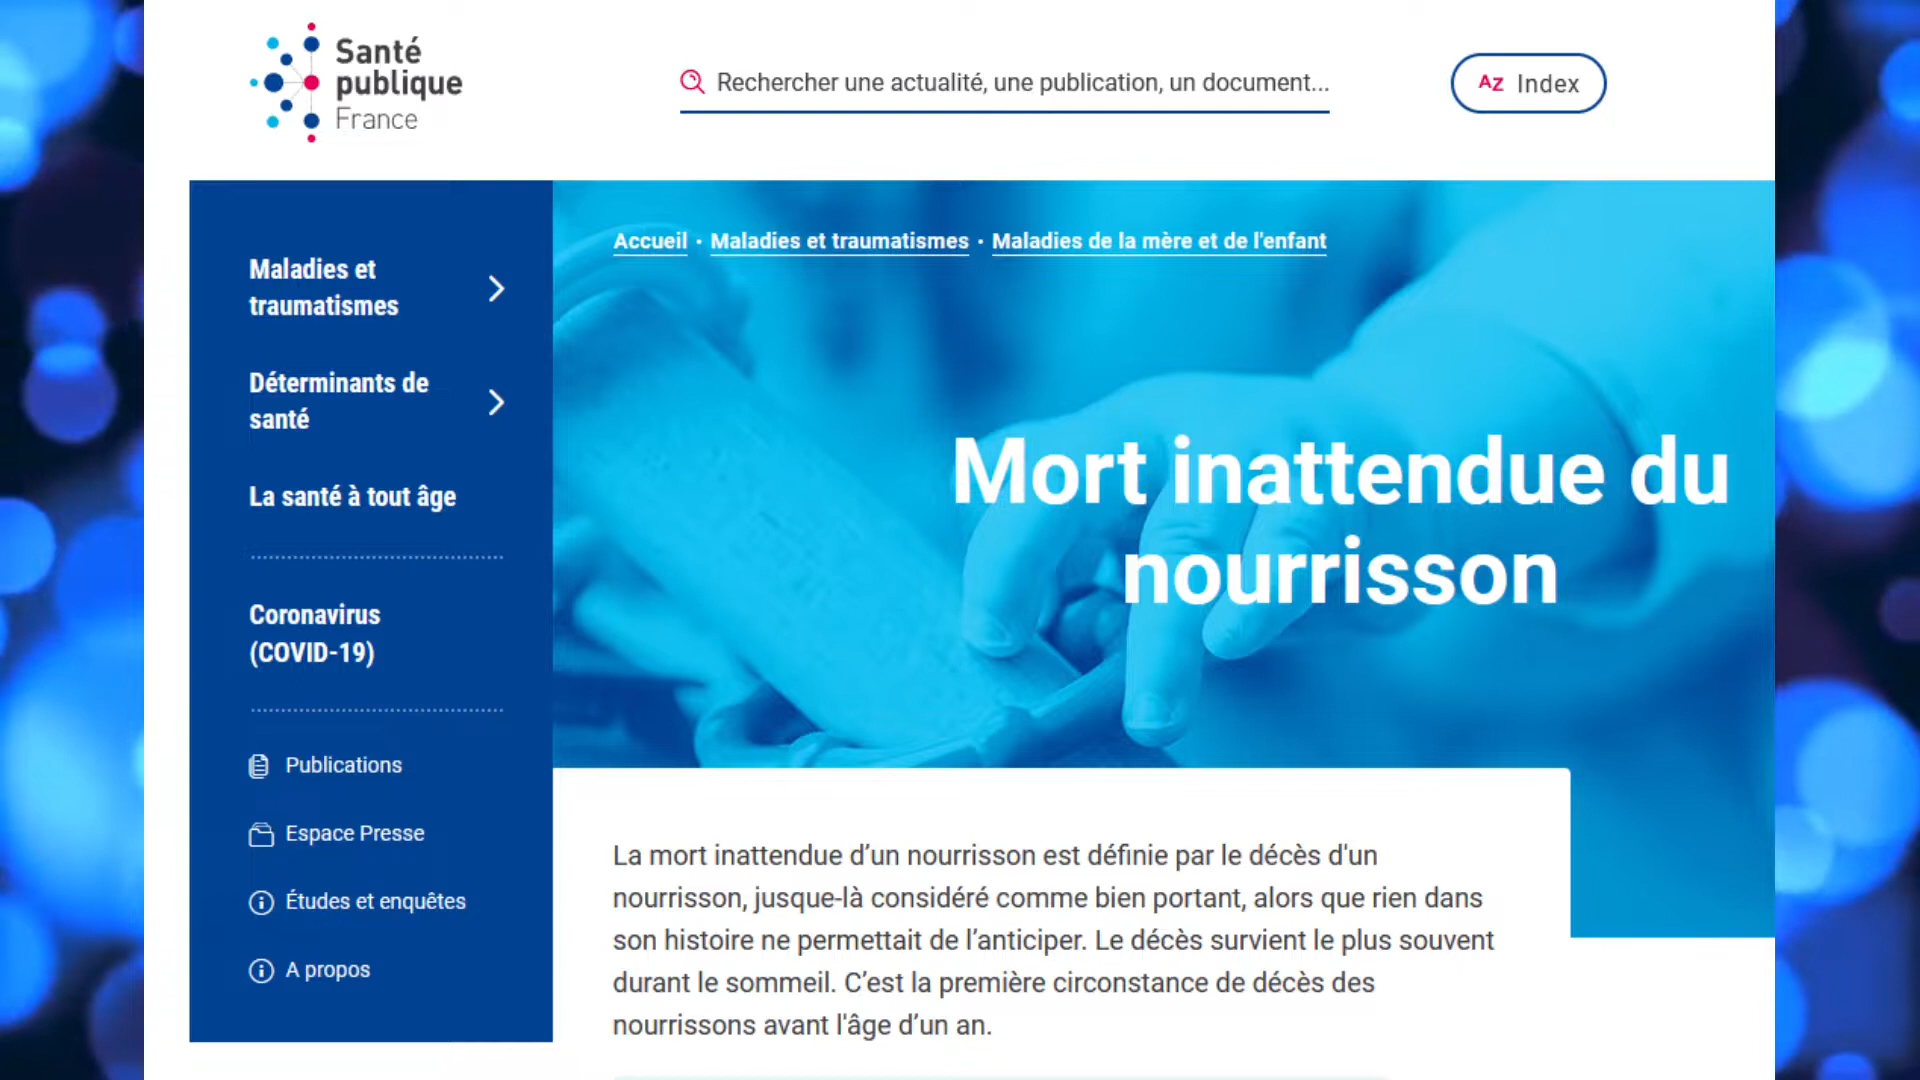 Santé
publique
France
Rechercher une actualité, une publication, un document...
AZ Index
Maladies et
traumatismes
Déterminants de
santé
La santé à tout âge
Coronavirus
(COVID-19)
Publications
Espace Presse
Études et enquêtes
A propos
Accueil · Maladies et traumatismes · Maladies de la mère et de l'enfant
Mort inattendue du
nourrisson
La mort inattendue d’un nourrisson est définie par le décès d'un
nourrisson, jusque-là considéré comme bien portant, alors que rien dans
son histoire ne permettait de l’anticiper. Le décès survient le plus souvent
durant le sommeil. C’est la première circonstance de décès des
nourrissons avant l'âge d’un an.